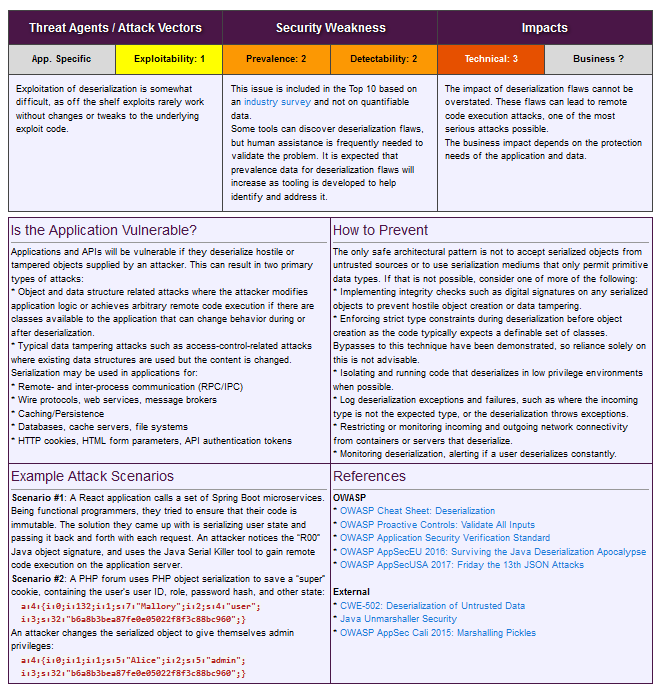 Threat Agents / Attack Vectors
Security Weakness
Impacts
App. Specific
Exploitability: 1
Prevalence: 2
Detectability: 2
Technical: 3
Business ?
Exploitation of deserialization is somewhat
difficult, as off the shelf exploits rarely work
without changes or tweaks to the underlying
exploit code.
This issue is included in the Top 10 based on
an industry survey and not on quantifiable
data.
Some tools can discover deserialization flaws,
but human assistance is frequently needed to
validate the problem. It is expected that
prevalence data for deserialization flaws will
increase as tooling is developed to help
identify and address it.
The impact of deserialization flaws cannot be
overstated. These flaws can lead to remote
code execution attacks, one of the most
serious attacks possible.
The business impact depends on the protection
needs of the application and data.
Is the Application Vulnerable?
Applications and APIs will be vulnerable if they deserialize hostile or
tampered objects supplied by an attacker. This can result in two primary
types of attacks:
* Object and data structure related attacks where the attacker modifies
application logic or achieves arbitrary remote code execution if there are
classes available to the application that can change behavior during or
after deserialization.
* Typical data tampering attacks such as access-control-related attacks
where existing data structures are used but the content is changed.
Serialization may be used in applications for:
* Remote- and inter-process communication (RPC/IPC)
* Wire protocols, web services, message brokers
* Caching/Persistence
* Databases, cache servers, file systems
* HTTP cookies, HTML form parameters, API authentication tokens
How to Prevent
The only safe architectural pattern is not to accept serialized objects from
untrusted sources or to use serialization mediums that only permit primitive
data types. If that is not possible, consider one of more of the following:
* Implementing integrity checks such as digital signatures on any serialized
objects to prevent hostile object creation or data tampering.
* Enforcing strict type constraints during deserialization before object
creation as the code typically expects a definable set of classes.
Bypasses to this technique have been demonstrated, so reliance solely on
this is not advisable.
* Isolating and running code that deserializes in low privilege environments
when possible.
* Log deserialization exceptions and failures, such as where the incoming
type is not the expected type, or the deserialization throws exceptions.
* Restricting or monitoring incoming and outgoing network connectivity
from containers or servers that deserialize.
* Monitoring deserialization, alerting if a user deserializes constantly.
Example Attack Scenarios
Scenario #1: A React application calls a set of Spring Boot microservices.
Being functional programmers, they tried to ensure that their code is
immutable. The solution they came up with is serializing user state and
passing it back and forth with each request. An attacker notices the "R00"
Java object signature, and uses the Java Serial Killer tool to gain remote
code execution on the application server.
Scenario #2: A PHP forum uses PHP object serialization to save a "super"
cookie, containing the user's user ID, role, password hash, and other state:
a:4:{i:0;i:132;i:1;s:7:"Mallory";i:2;s:4:"user";
i:3;s:32:"b6a8b3bea87fe0e05022f8f3c88bc960";}
An attacker changes the serialized object to give themselves admin
privileges:
a:4:{i:0;i:1;i:1;s:5:"Alice";i:2;s:5:"admin";
i:3;s:32:"b6a8b3bea87fe0e05022f8f3c88bc960";}
References
OWASP
* OWASP Cheat Sheet: Deserialization
* OWASP Proactive Controls: Validate All Inputs
* OWASP Application Security Verification Standard
* OWASP AppSecEU 2016: Surviving the Java Deserialization Apocalypse
* OWASP AppSecUSA 2017: Friday the 13th JSON Attacks
External
* CWE-502: Deserialization of Untrusted Data
* Java Unmarshaller Security
* OWASP AppSec Cali 2015: Marshalling Pickles